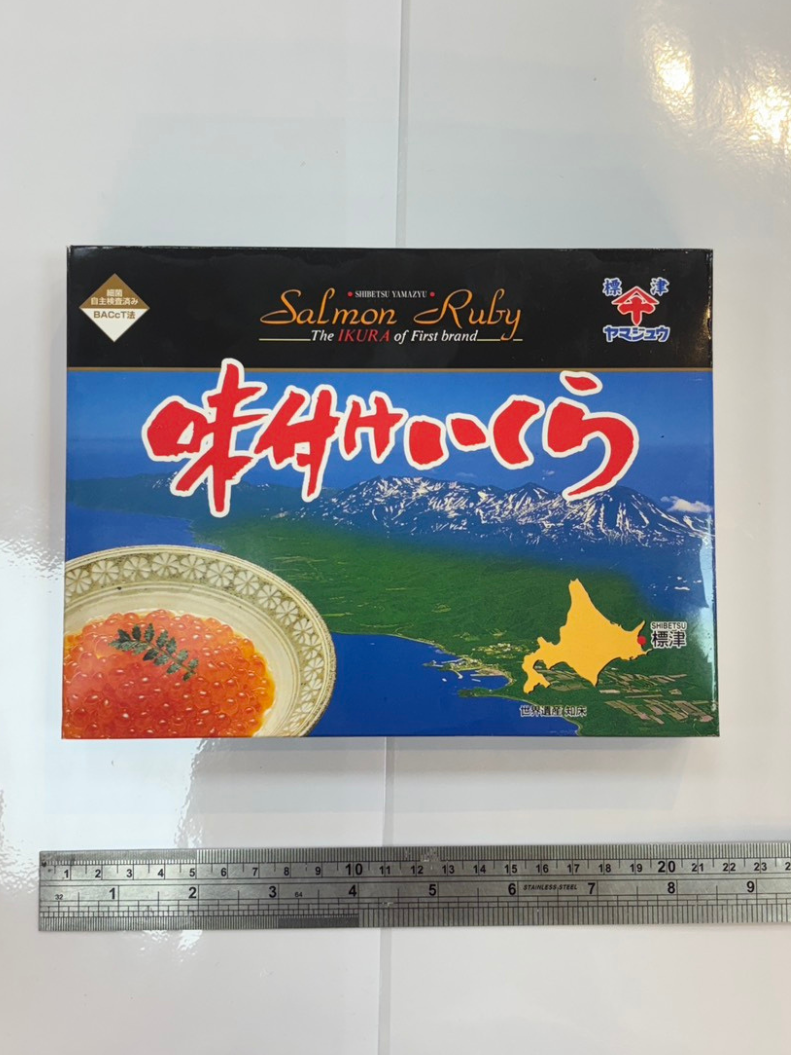 細菌
自主検査済み
BACcT法
• SHIBETSU YAMAZYU •
Salmon Ruby
The IKURA of First brand
標津
ヤマジュウ
味付けいくら
SHIBETSU
標津
世界遺産 知床
1 2 3 4 5 6 7 8 9 10 11 12 13 14 15 16 17 18 19 20 21 22 23
32 1 2 3 64 4 5 6 STAINLESS-STEEL 7 8 9